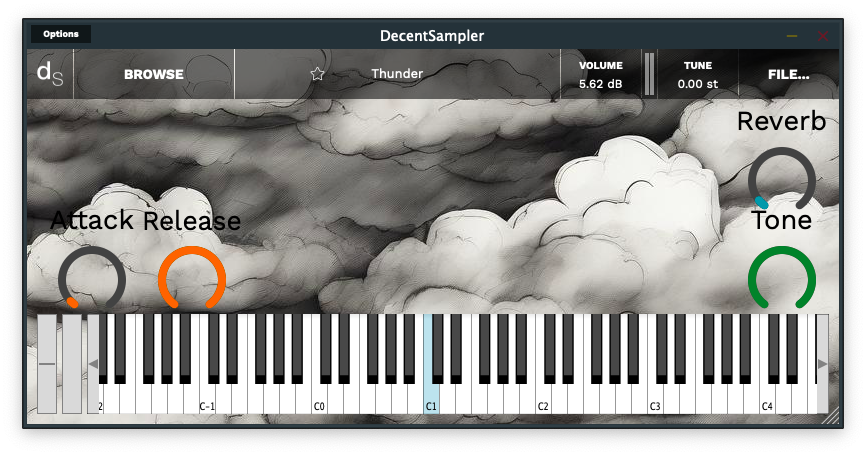 Options
DecentSampler
ds
BROWSE
Thunder
VOLUME
5.62 dB
TUNE
0.00 st
FILE...
Reverb
Attack
Release
Tone
2
C-1
C0
C1
C2
C3
C4